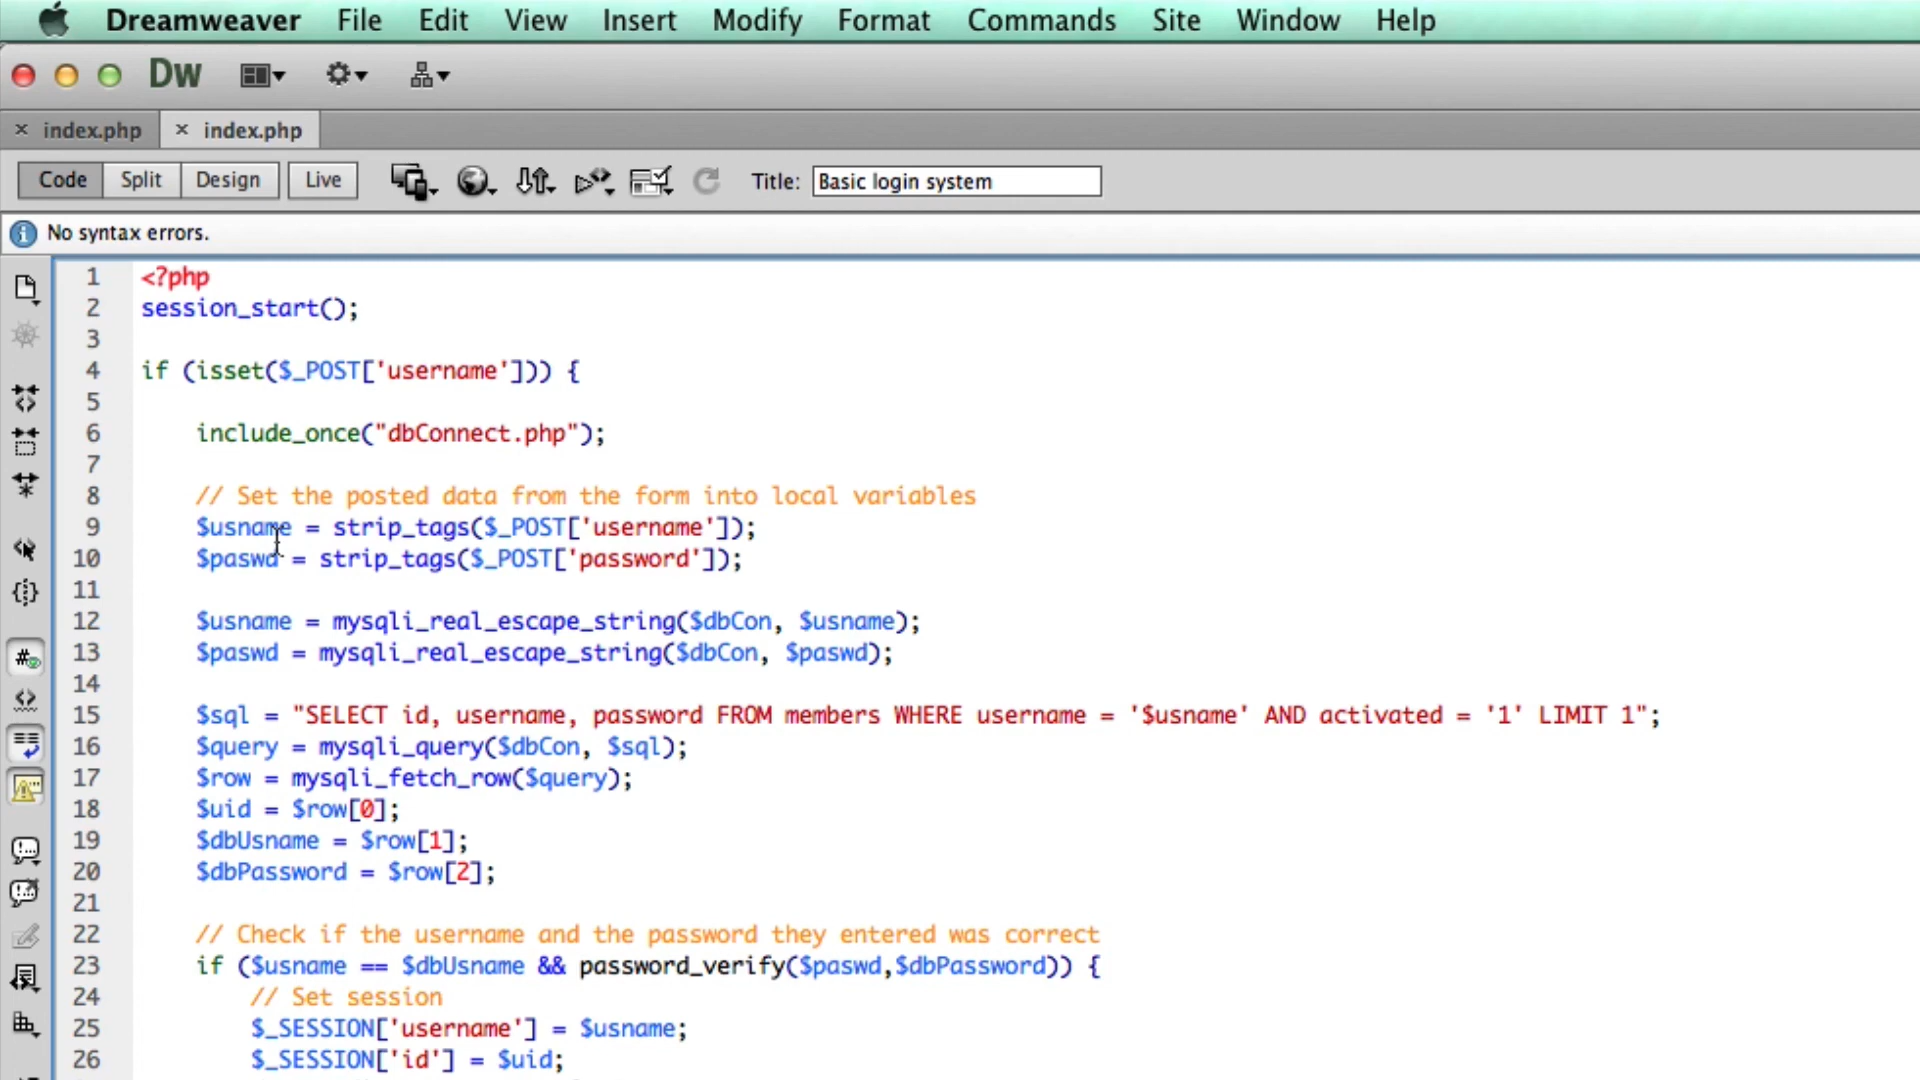 Dreamweaver File Edit View Insert Modify Format Commands Site Window Help
Dw
× index.php × index.php
Code Split Design Live Title: Basic login system
No syntax errors.
1 <?php
2 session_start();
3
4 if (isset($_POST['username'])) {
5
6 include_once("dbConnect.php");
7
8 // Set the posted data from the form into local variables
9 $usname = strip_tags($_POST['username']);
10 $paswd = strip_tags($_POST['password']);
11
12 $usname = mysqli_real_escape_string($dbCon, $usname);
13 $paswd = mysqli_real_escape_string($dbCon, $paswd);
14
15 $sql = "SELECT id, username, password FROM members WHERE username = '$usname' AND activated = '1' LIMIT 1";
16 $query = mysqli_query($dbCon, $sql);
17 $row = mysqli_fetch_row($query);
18 $uid = $row[0];
19 $dbUsname = $row[1];
20 $dbPassword = $row[2];
21
22 // Check if the username and the password they entered was correct
23 if ($usname == $dbUsname && password_verify($paswd,$dbPassword)) {
24 // Set session
25 $_SESSION['username'] = $usname;
26 $_SESSION['id'] = $uid;